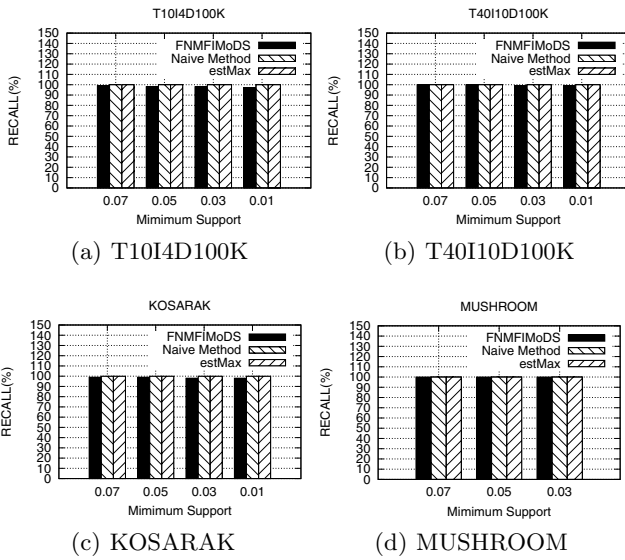 T10I4D100K
RECALL(%)
150
140
130
120
110
100
90
80
70
60
50
40
30
20
10
0
FNMFIMoDS
Naive Method
estMax
0.07 0.05 0.03 0.01
Mimimum Support
(a) T10I4D100K
T40I10D100K
RECALL(%)
150
140
130
120
110
100
90
80
70
60
50
40
30
20
10
0
FNMFIMoDS
Naive Method
estMax
0.07 0.05 0.03 0.01
Mimimum Support
(b) T40I10D100K
KOSARAK
RECALL(%)
150
140
130
120
110
100
90
80
70
60
50
40
30
20
10
0
FNMFIMoDS
Naive Method
estMax
0.07 0.05 0.03 0.01
Minimum Support
(c) KOSARAK
MUSHROOM
RECALL(%)
150
140
130
120
110
100
90
80
70
60
50
40
30
20
10
0
FNMFIMoDS
Naive Method
estMax
0.07 0.05 0.03
Minimum Support
(d) MUSHROOM